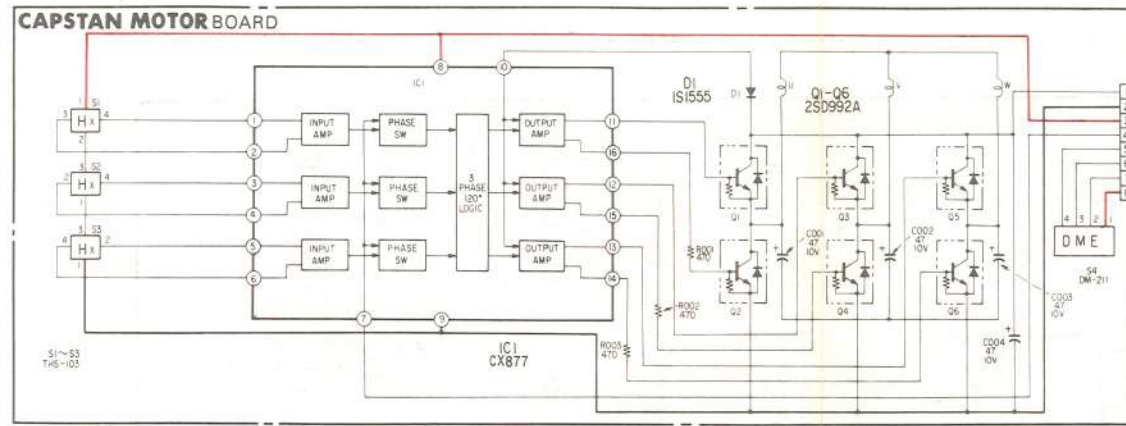 CAPSTAN MOTOR BOARD
8
10
IC1
1
S1
3
Hx
4
2
1
2
INPUT
AMP
PHASE
SW
OUTPUT
AMP
11
16
3
S2
2
Hx
4
1
3
4
INPUT
AMP
PHASE
SW
3
PHASE
120°
LOGIC
OUTPUT
AMP
12
15
3
S3
4
Hx
2
1
5
6
INPUT
AMP
PHASE
SW
OUTPUT
AMP
13
14
7
9
S1~S3
THS-103
IC1
CX877
D1
1S1555
D1
U
V
W
Q1-Q6
2SD992A
Q1
Q3
Q5
R001
470
R002
470
R003
470
C001
47
10V
C002
47
10V
C003
47
10V
C004
47
10V
Q2
Q4
Q6
4
3
2
1
DME
S4
DM-211